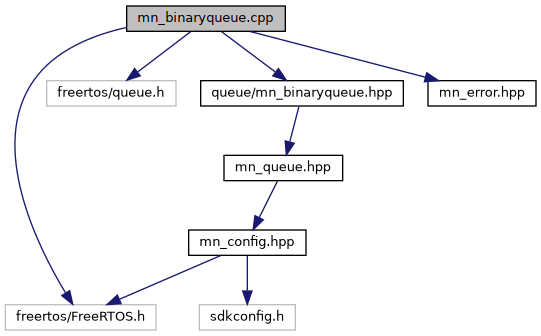 mn_binaryqueue.cpp
freertos/queue.h
queue/mn_binaryqueue.hpp
mn_error.hpp
mn_queue.hpp
mn_config.hpp
freertos/FreeRTOS.h
sdkconfig.h